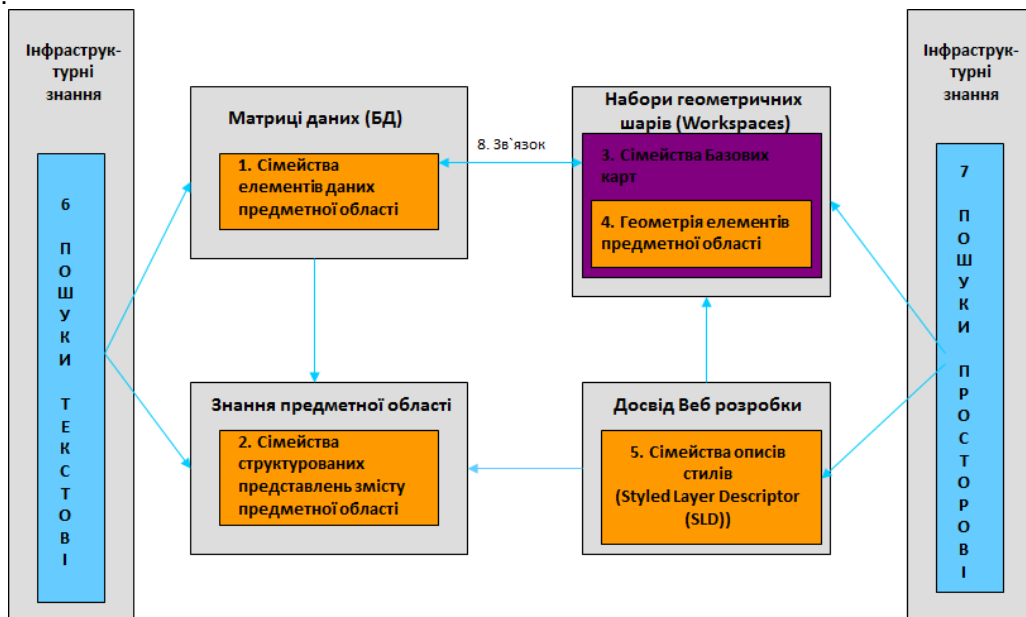 .
Інфраструк-
турні
знання
6
П
О
Ш
У
К
И
Т
Е
К
С
Т
О
В
І
Матриці даних (БД)
1. Сімейства
елементів даних
предметної області
8. Зв`язок
Набори геометричних
шарів (Workspaces)
3. Сімейства Базових
карт
4. Геометрія елементів
предметної області
Знання предметної області
2. Сімейства
структурованих
представлень змісту
предметної області
Досвід Веб розробки
5. Сімейства описів
стилів
(Styled Layer Descriptor
(SLD))
Інфраструк-
турні
знання
7
П
О
Ш
У
К
И
П
Р
О
С
Т
О
Р
О
В
І